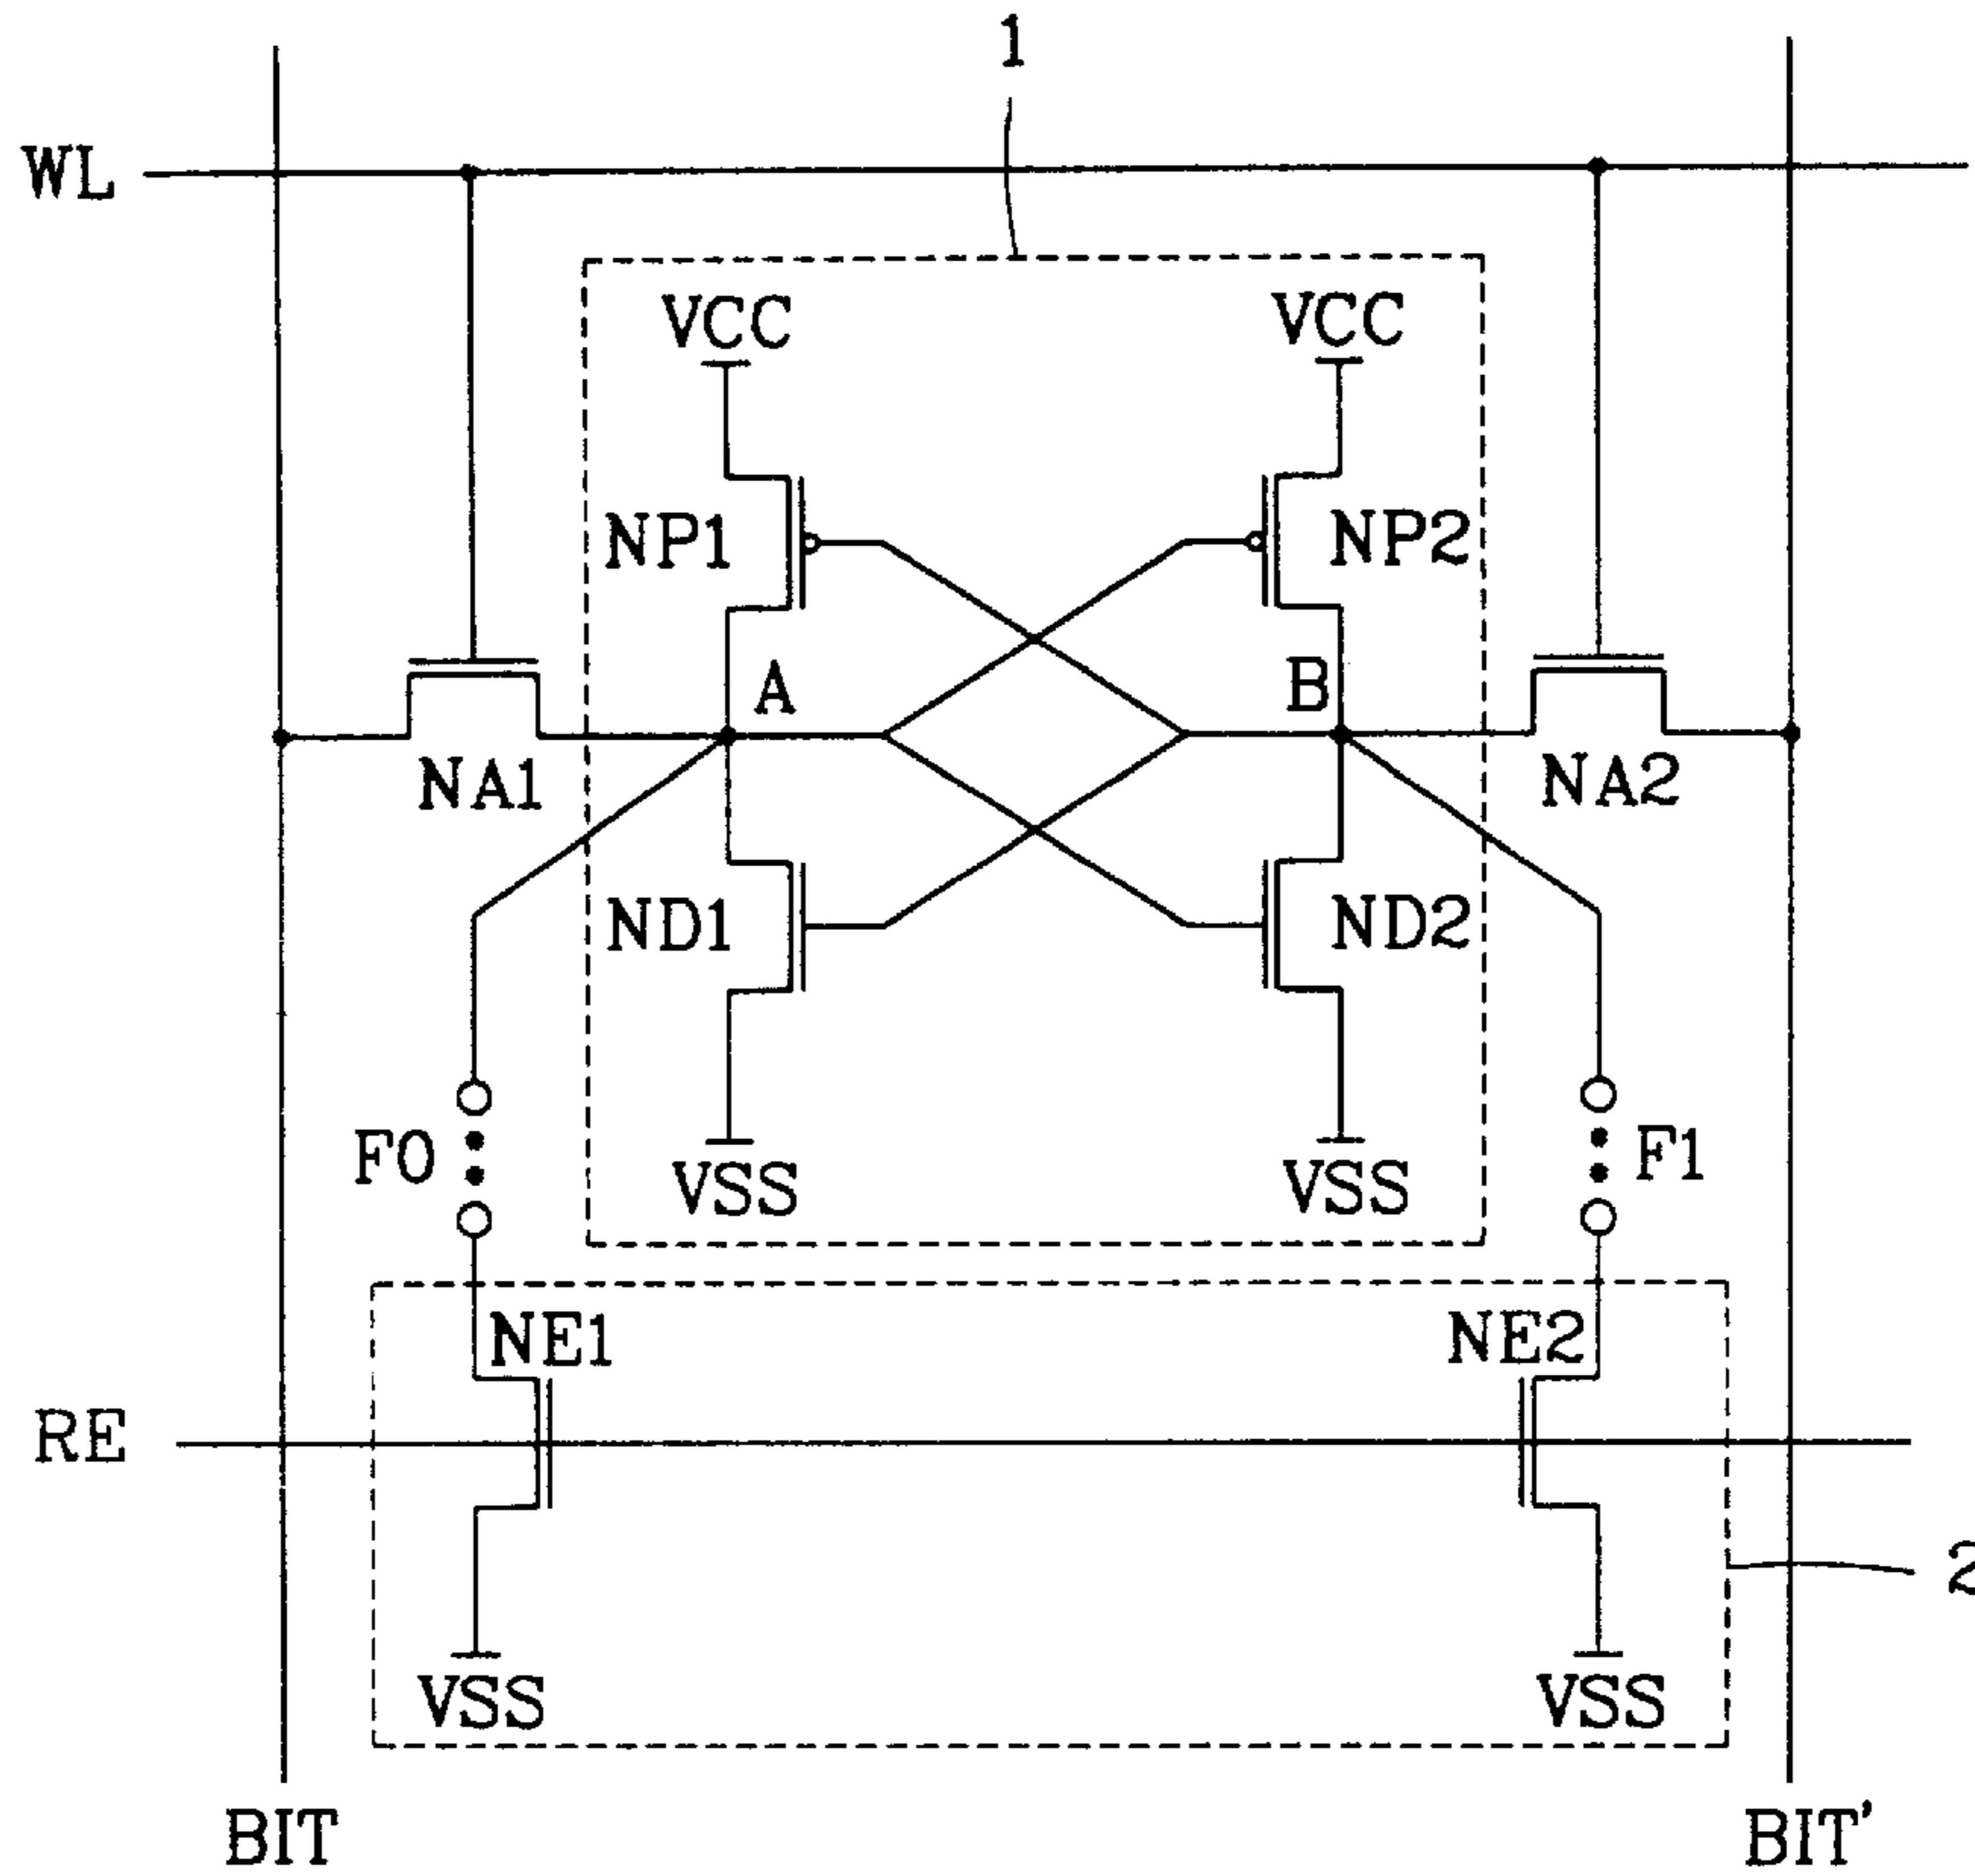 1
WL
VCC VCC
NP1 NP2
A B
NA1 NA2
ND1 ND2
F0 F1
VSS VSS
NE1 NE2
RE
2
VSS VSS
BIT BIT'